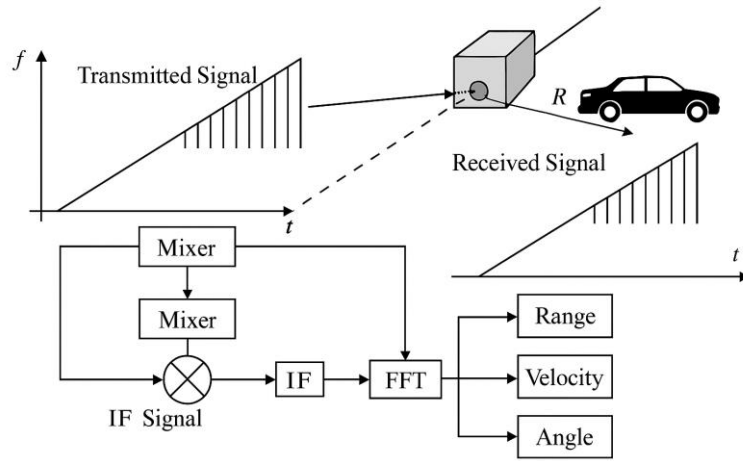 f
Transmitted Signal
t
R
Received Signal
t
Mixer
Mixer
IF Signal
IF
FFT
Range
Velocity
Angle